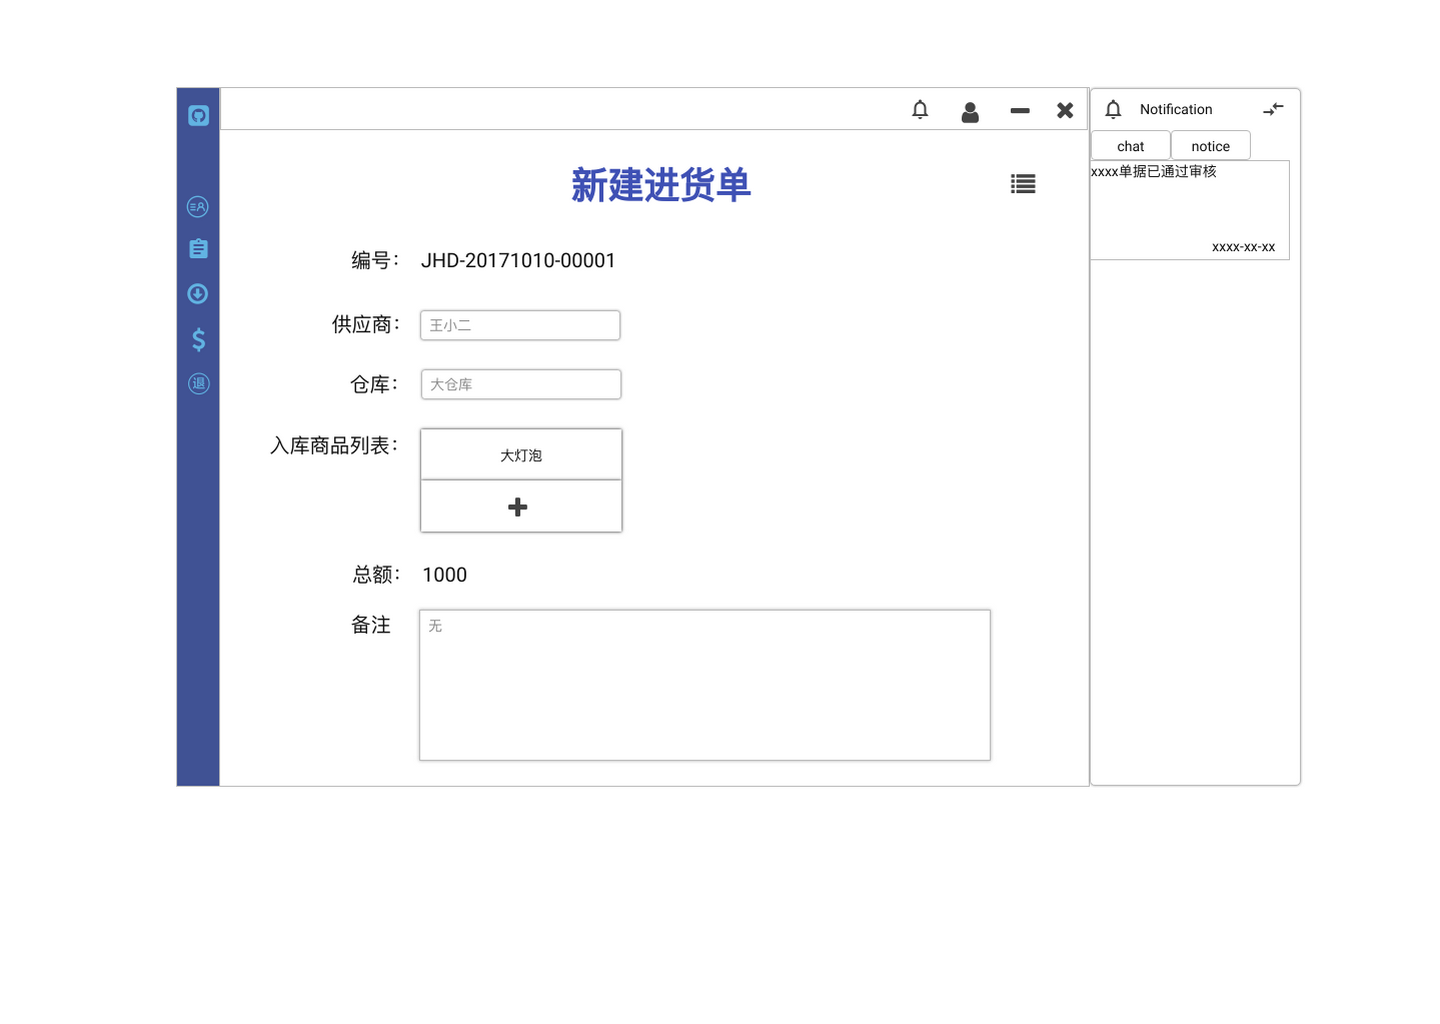 Notification
chat
notice
xxxx单据已通过审核
xxxx-xx-xx
新建进货单
编号： JHD-20171010-00001
供应商： 王小二
仓库： 大仓库
入库商品列表： 大灯泡
总额： 1000
备注 无
退